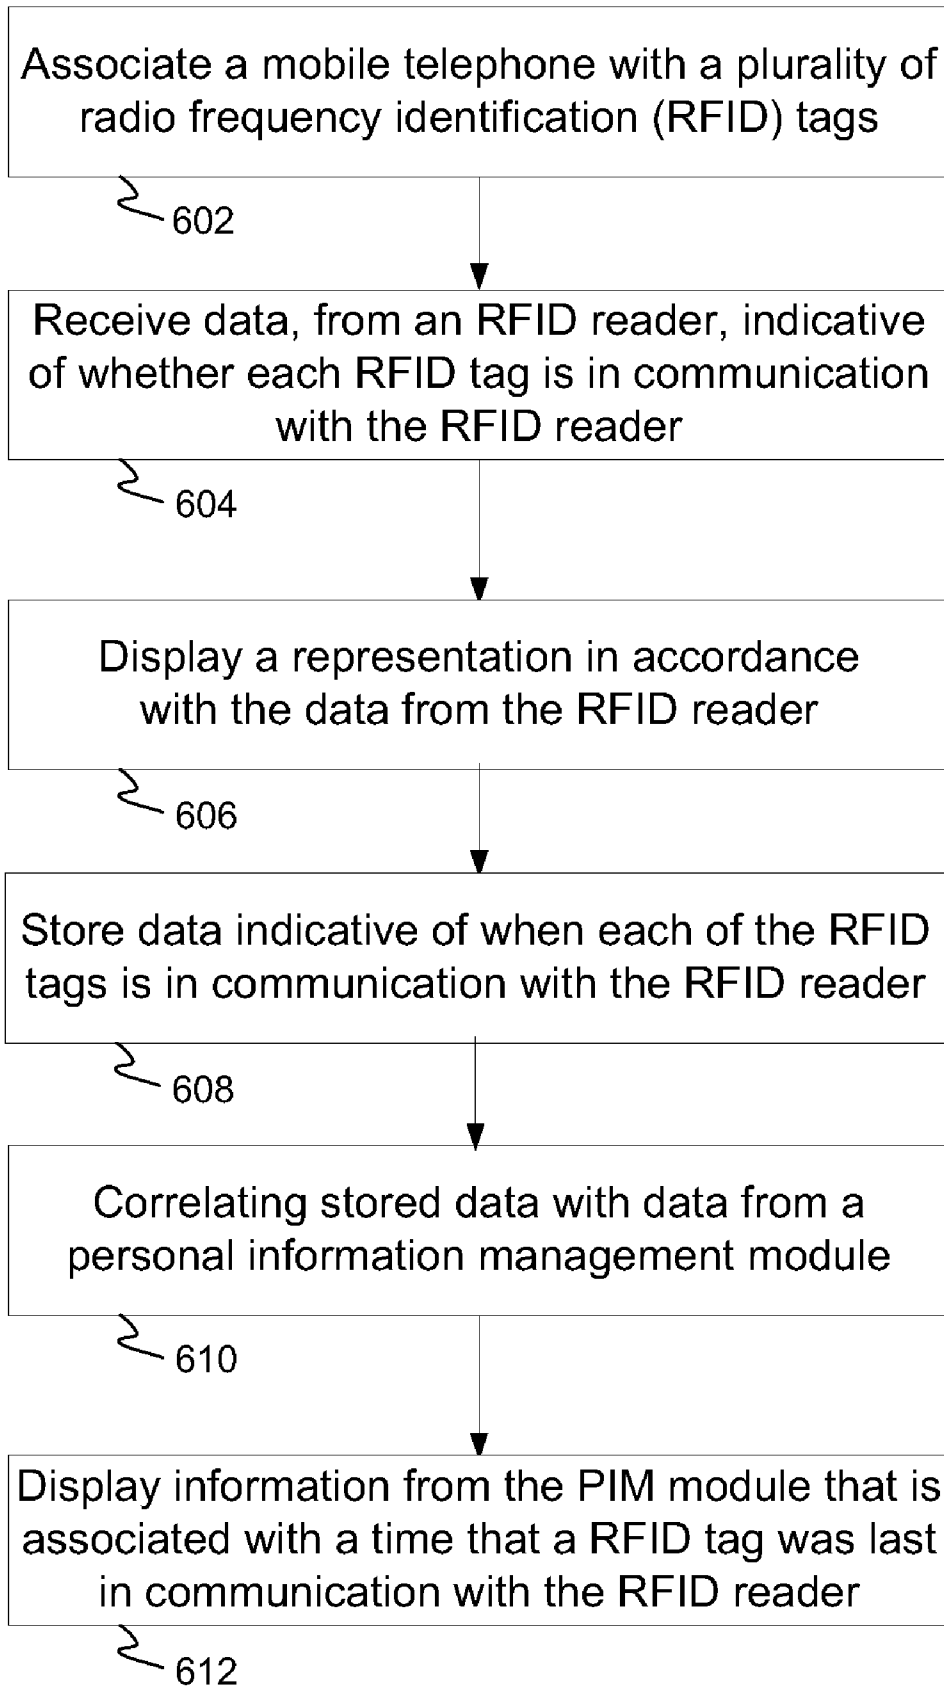 Associate a mobile telephone with a plurality of
radio frequency identification (RFID) tags
602
Receive data, from an RFID reader, indicative
of whether each RFID tag is in communication
with the RFID reader
604
Display a representation in accordance
with the data from the RFID reader
606
Store data indicative of when each of the RFID
tags is in communication with the RFID reader
608
Correlating stored data with data from a
personal information management module
610
Display information from the PIM module that is
associated with a time that a RFID tag was last
in communication with the RFID reader
612